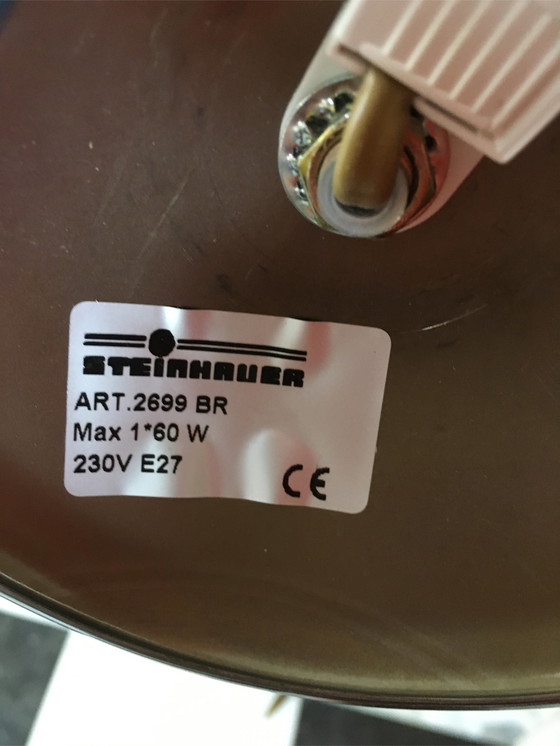 STEINHAUER
ART.2699 BR
Max 1*60 W
230V E27
CE